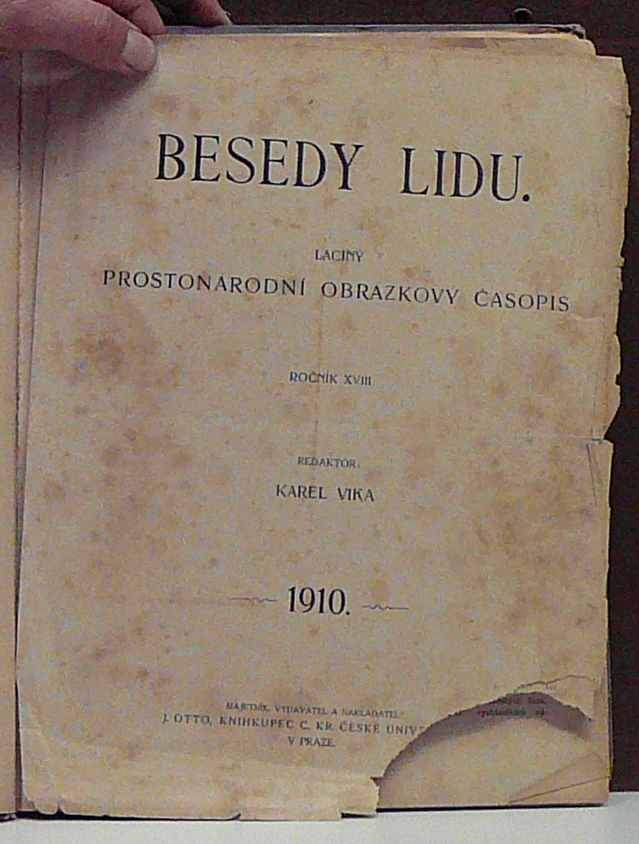 BESEDY LIDU.
LACINÝ
PROSTONÁRODNÍ OBRÁZKOVÝ ČASOPIS
ROČNÍK XVIII
REDAKTOR:
KAREL VIKA
1910.
MAJETNÍK, VYDAVATEL A NAKLADATEL:
J. OTTO, KNIHKUPEC C. KR. ČESKÉ UNIV
V PRAZE.